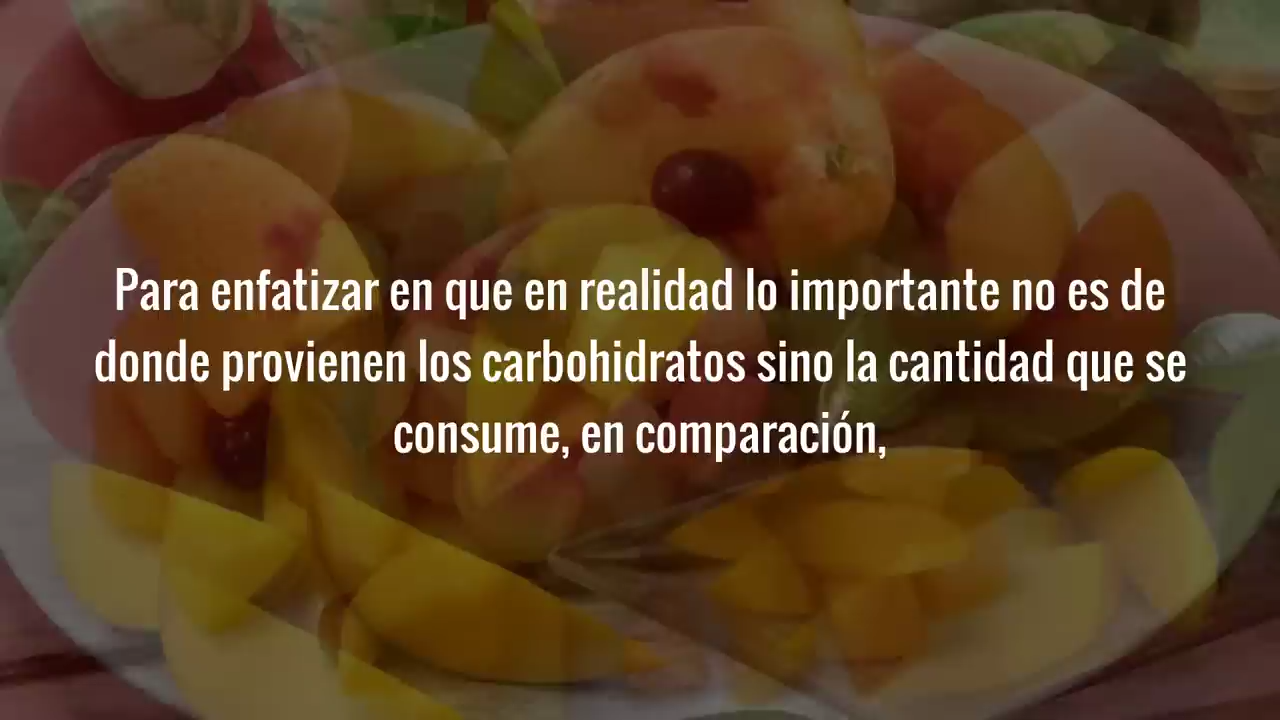 Para enfatizar en que en realidad lo importante no es de
donde provienen los carbohidratos sino la cantidad que se
consume, en comparación,